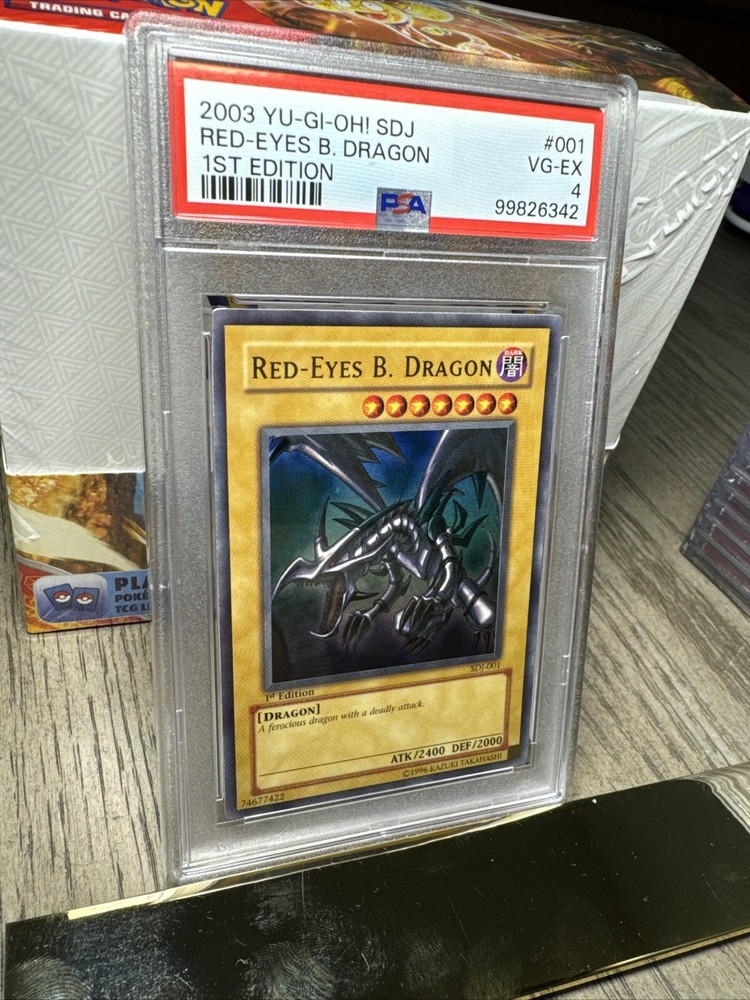 TRADING CA
2003 YU-GI-OH! SDJ
RED-EYES B. DRAGON
1ST EDITION
#001
VG-EX
4
99826342
PSA
RED-EYES B. DRAGON
DARK
闇
SDJ-001
1st Edition
[DRAGON]
A ferocious dragon with a deadly attack.
ATK/2400 DEF/2000
74677422
©1996 KAZUKI TAKAHASHI
PLA
POKÉ
TCG L